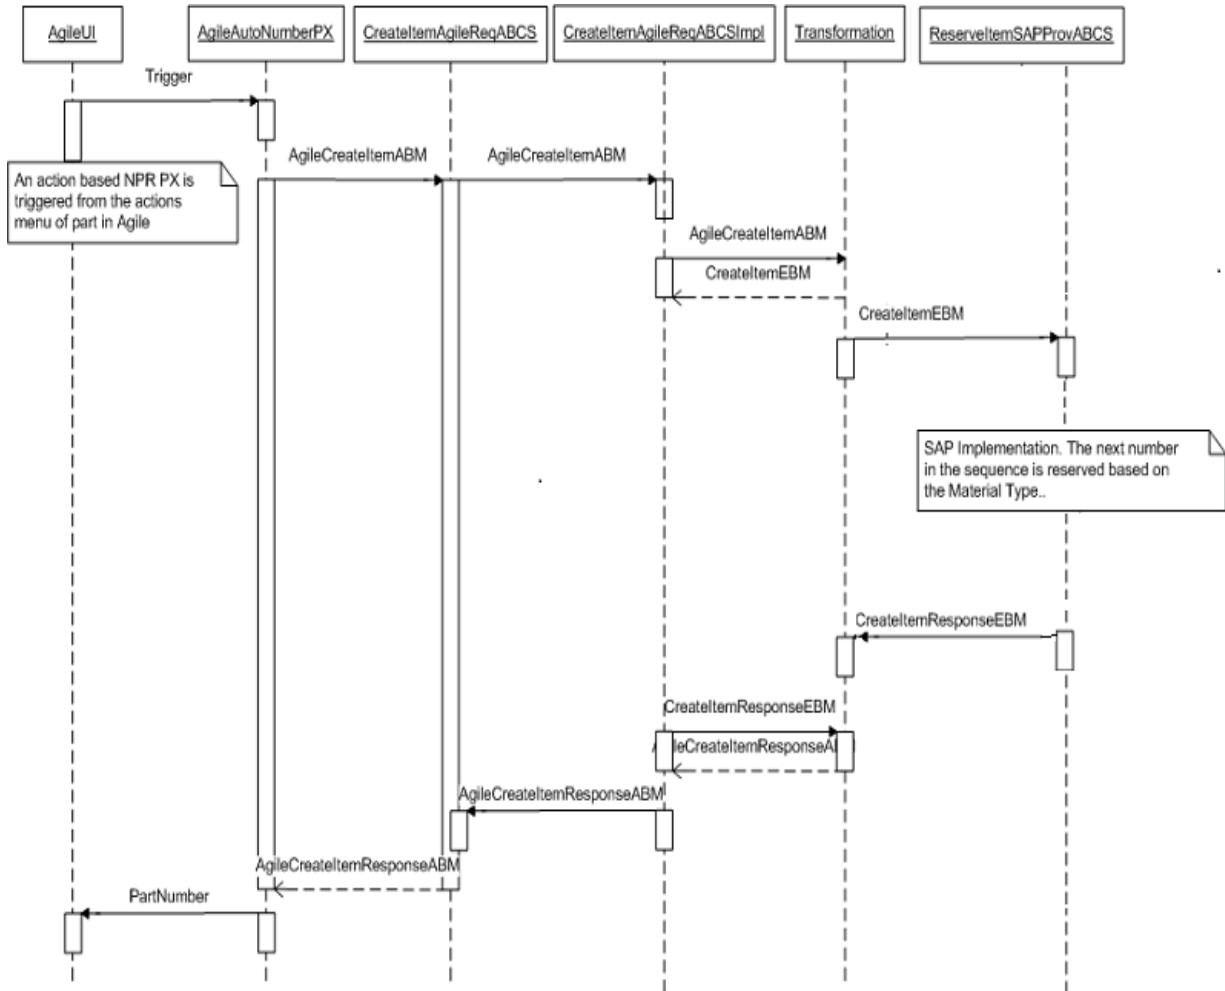 AgileUI
AgileAutoNumberPX
CreateItemAgileReqABCS
CreateItemAgileReqABCSImpl
Transformation
ReserveItemSAPProvABCS
Trigger
An action based NPR PX is
triggered from the actions
menu of part in Agile
AgileCreateItemABM
AgileCreateItemABM
AgileCreateItemABM
CreateItemEBM
CreateItemEBM
SAP Implementation. The next number
in the sequence is reserved based on
the Material Type..
CreateItemResponseEBM
CreateItemResponseEBM
AgileCreateItemResponseABM
AgileCreateItemResponseABM
PartNumber